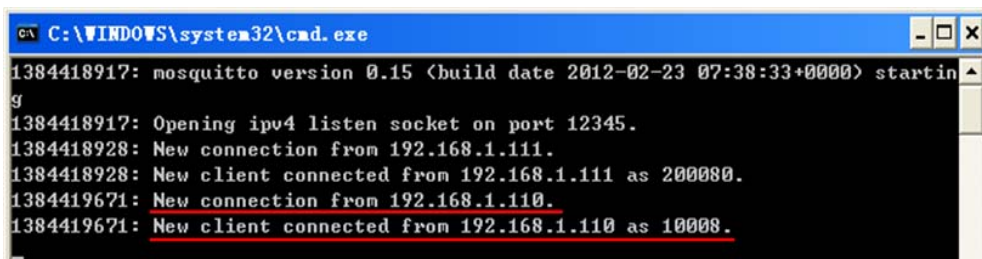 C:\WINDOWS\system32\cmd.exe
1384418917: mosquitto version 0.15 (build date 2012-02-23 07:38:33+0000) startin
g
1384418917: Opening ipv4 listen socket on port 12345.
1384418928: New connection from 192.168.1.111.
1384418928: New client connected from 192.168.1.111 as 200080.
1384419671: New connection from 192.168.1.110.
1384419671: New client connected from 192.168.1.110 as 10008.